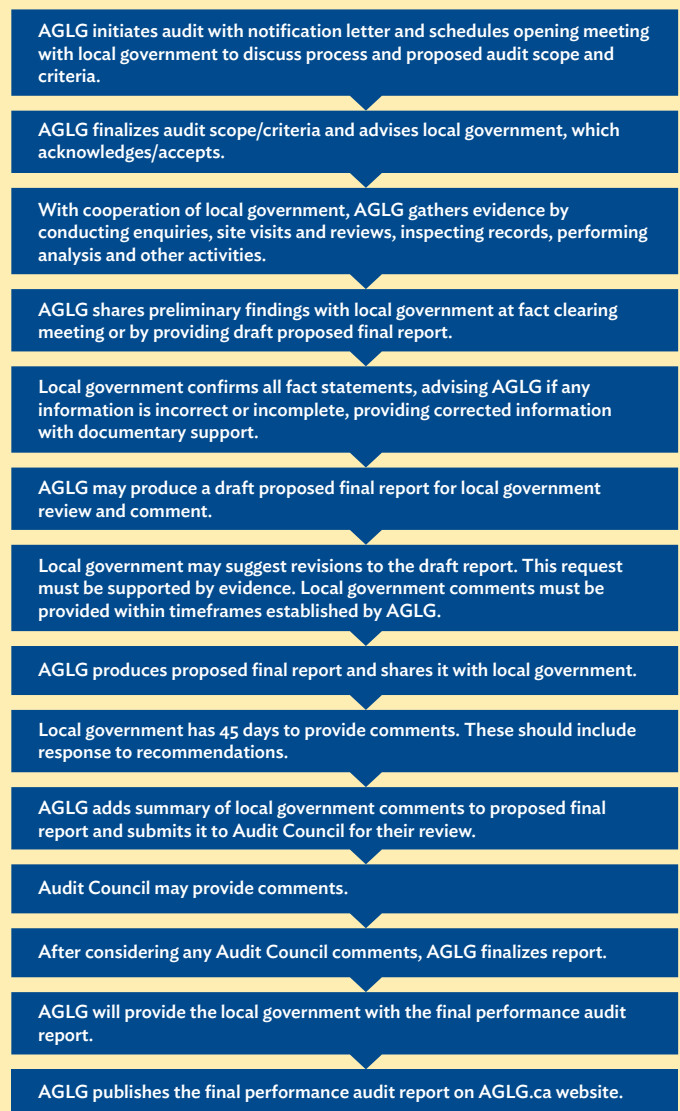 AGLG initiates audit with notification letter and schedules opening meeting
with local government to discuss process and proposed audit scope and
criteria.
AGLG finalizes audit scope/criteria and advises local government, which
acknowledges/accepts.
With cooperation of local government, AGLG gathers evidence by
conducting enquiries, site visits and reviews, inspecting records, performing
analysis and other activities.
AGLG shares preliminary findings with local government at fact clearing
meeting or by providing draft proposed final report.
Local government confirms all fact statements, advising AGLG if any
information is incorrect or incomplete, providing corrected information
with documentary support.
AGLG may produce a draft proposed final report for local government
review and comment.
Local government may suggest revisions to the draft report. This request
must be supported by evidence. Local government comments must be
provided within timeframes established by AGLG.
AGLG produces proposed final report and shares it with local government.
Local government has 45 days to provide comments. These should include
response to recommendations.
AGLG adds summary of local government comments to proposed final
report and submits it to Audit Council for their review.
Audit Council may provide comments.
After considering any Audit Council comments, AGLG finalizes report.
AGLG will provide the local government with the final performance audit
report.
AGLG publishes the final performance audit report on AGLG.ca website.